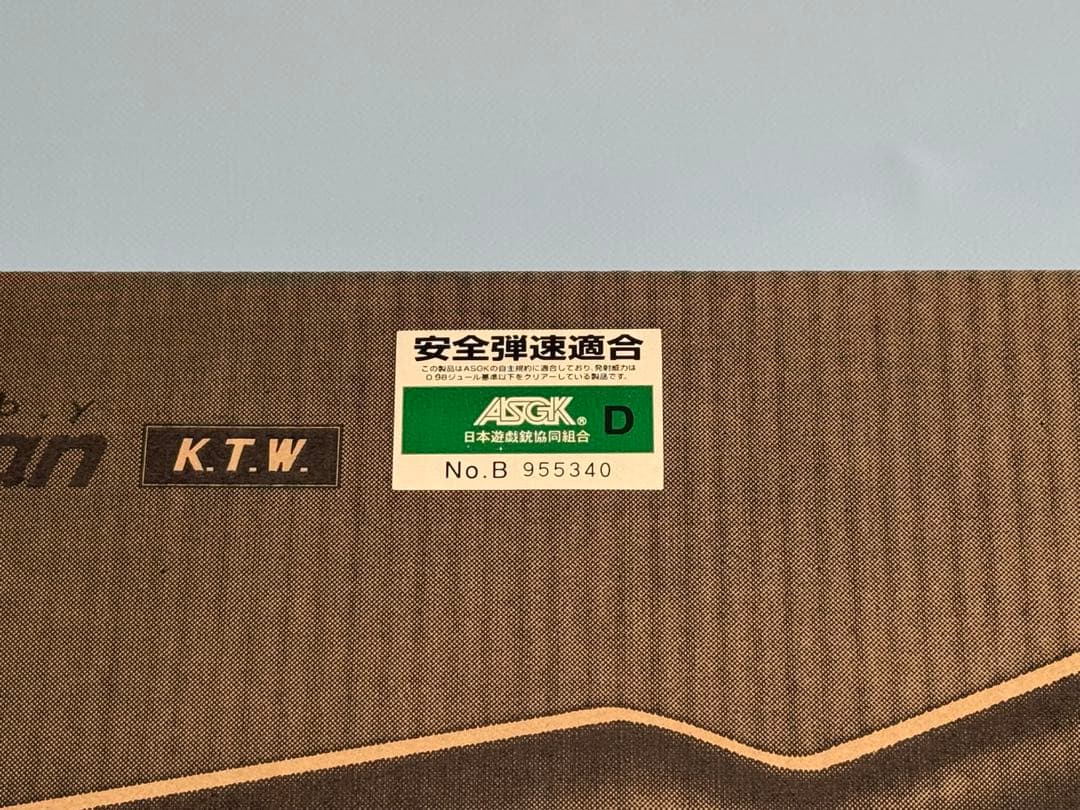 安全弾速適合
この製品はASGKの自主規約に適合しており、発射威力は
0.98ジュール基準以下をクリアーしている製品です。
ASGK® D
日本遊戯銃協同組合
No.B 955340
K.T.W.